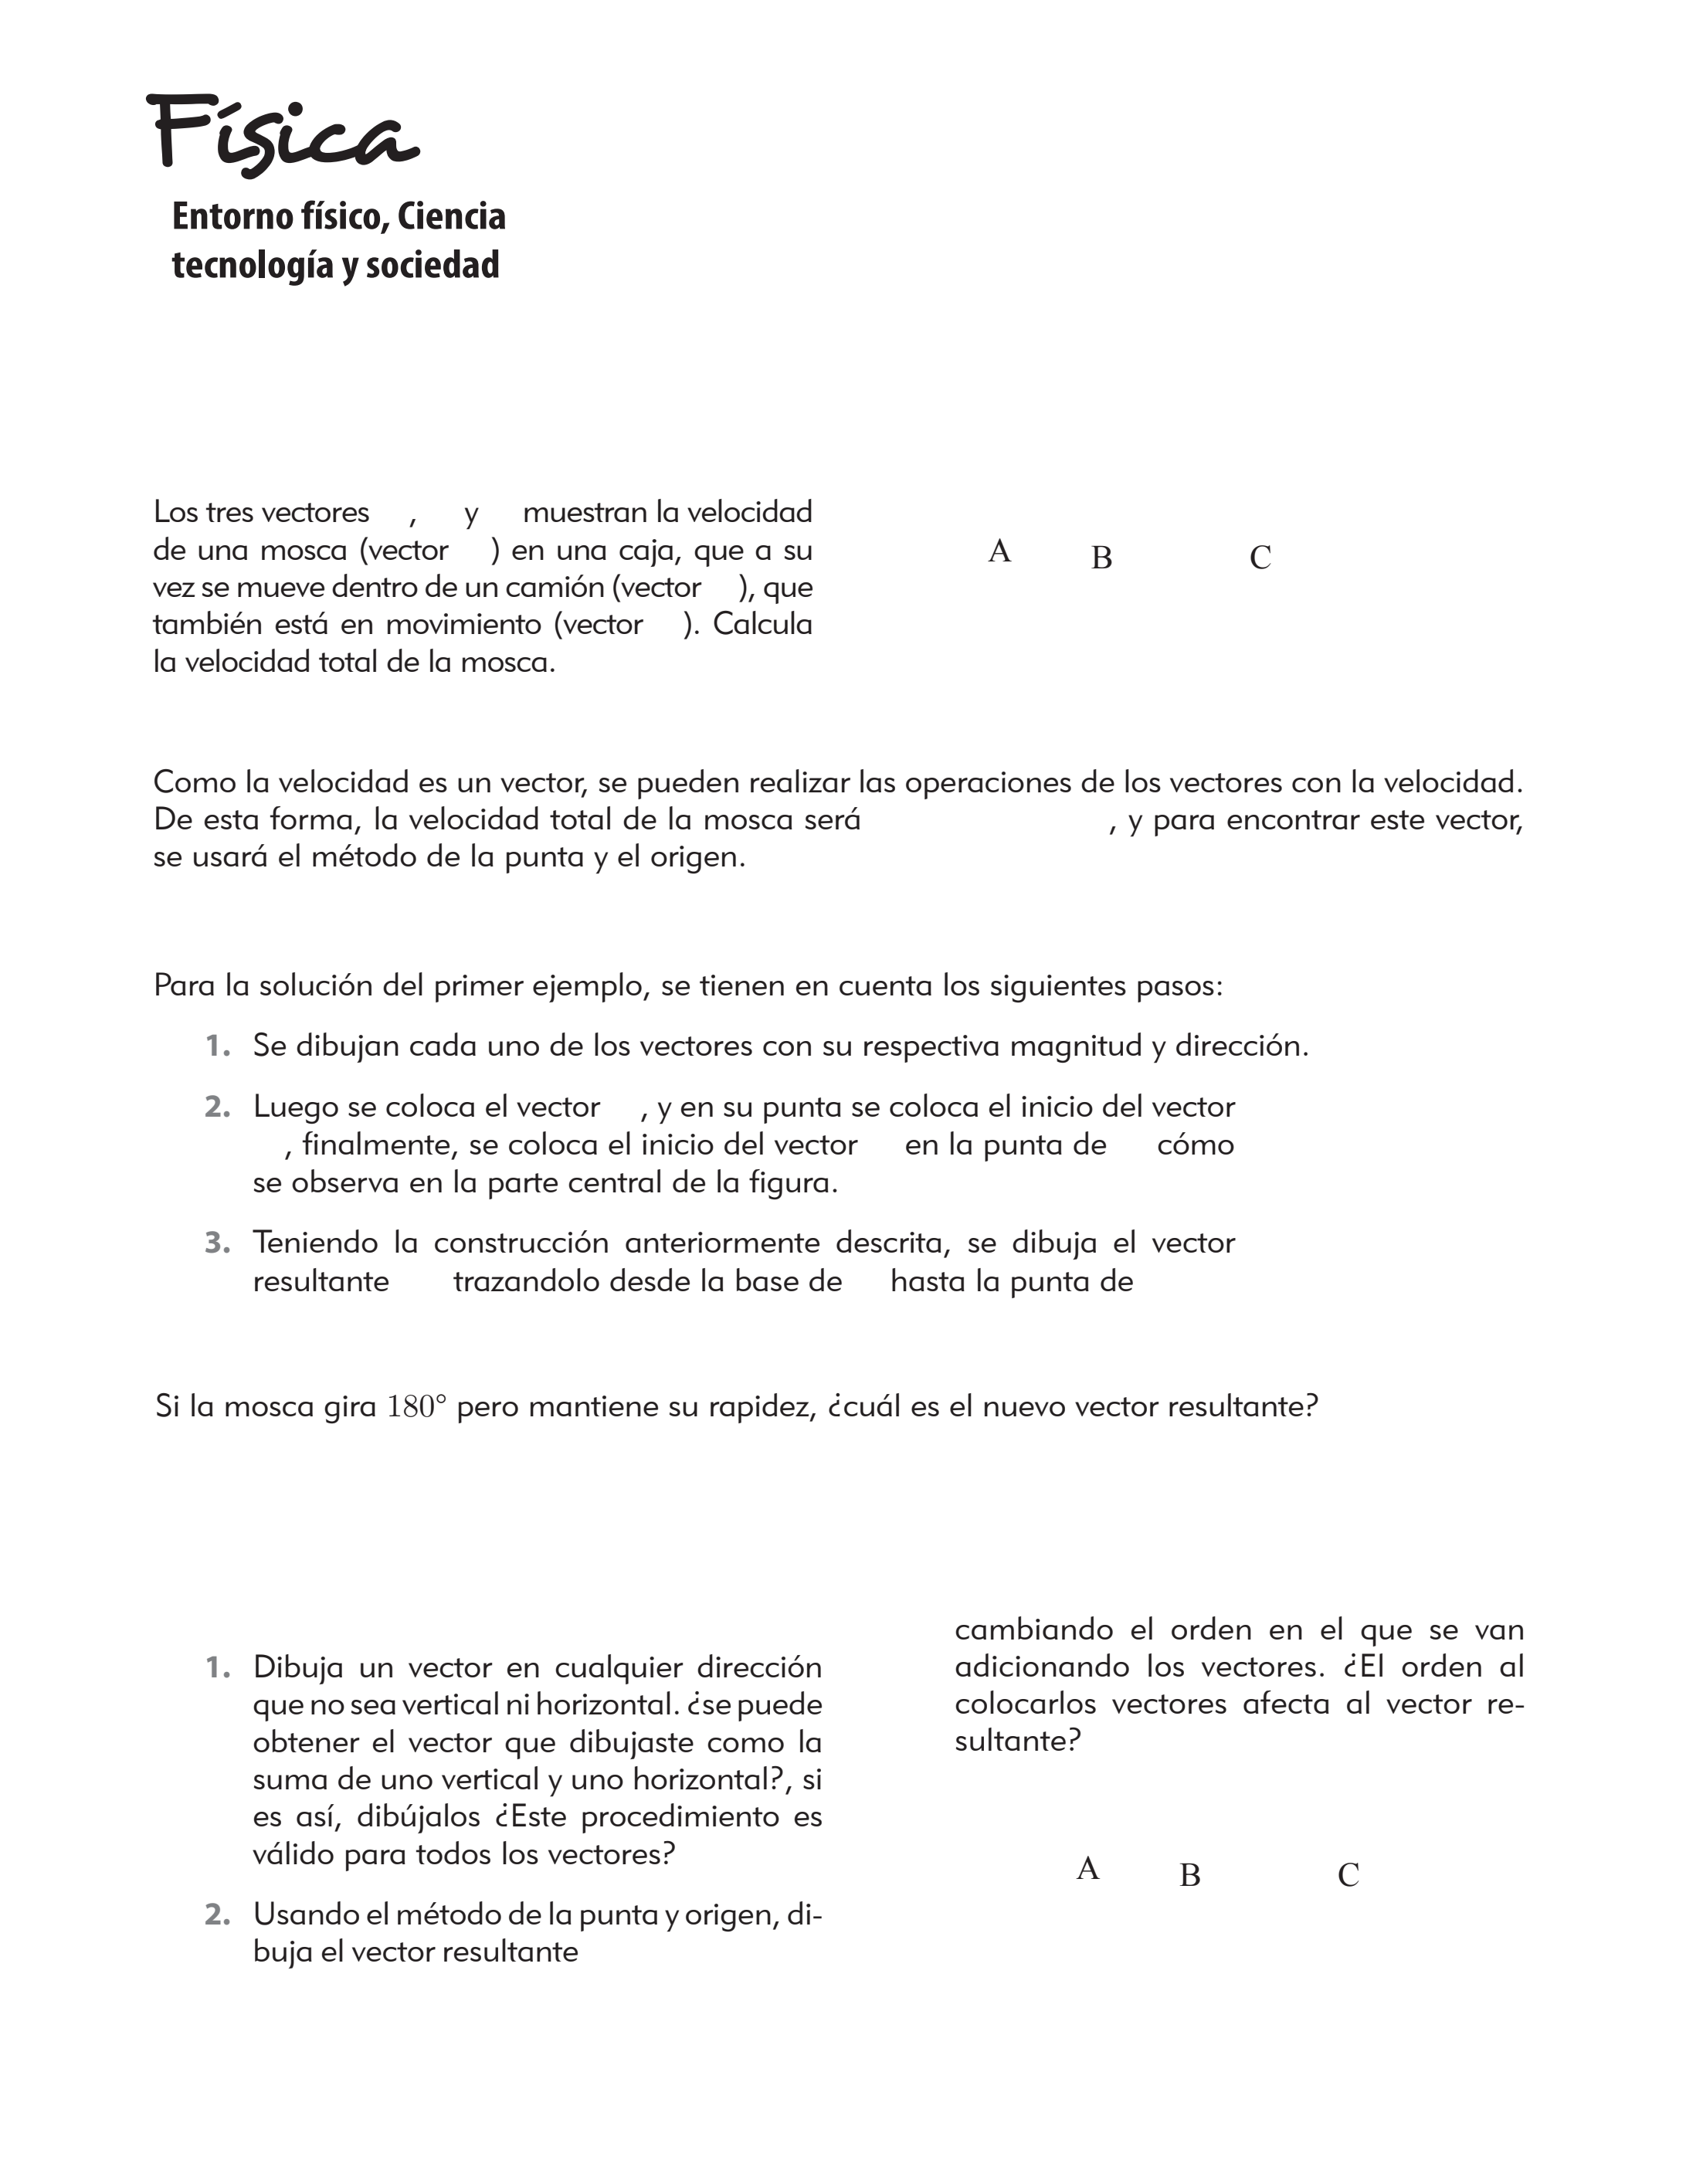 Física
Entorno físico, Ciencia
tecnología y sociedad
Los tres vectores , y muestran la velocidad
de una mosca (vector ) en una caja, que a su
vez se mueve dentro de un camión (vector ), que
también está en movimiento (vector ). Calcula
la velocidad total de la mosca.
A B C
Como la velocidad es un vector, se pueden realizar las operaciones de los vectores con la velocidad.
De esta forma, la velocidad total de la mosca será , y para encontrar este vector,
se usará el método de la punta y el origen.
Para la solución del primer ejemplo, se tienen en cuenta los siguientes pasos:
1. Se dibujan cada uno de los vectores con su respectiva magnitud y dirección.
2. Luego se coloca el vector , y en su punta se coloca el inicio del vector
, finalmente, se coloca el inicio del vector en la punta de cómo
se observa en la parte central de la figura.
3. Teniendo la construcción anteriormente descrita, se dibuja el vector
resultante trazandolo desde la base de hasta la punta de
Si la mosca gira 180° pero mantiene su rapidez, ¿cuál es el nuevo vector resultante?
1. Dibuja un vector en cualquier dirección
que no sea vertical ni horizontal. ¿se puede
obtener el vector que dibujaste como la
suma de uno vertical y uno horizontal?, si
es así, dibújalos ¿Este procedimiento es
válido para todos los vectores?
2. Usando el método de la punta y origen, di-
buja el vector resultante
cambiando el orden en el que se van
adicionando los vectores. ¿El orden al
colocarlos vectores afecta al vector re-
sultante?
A B C